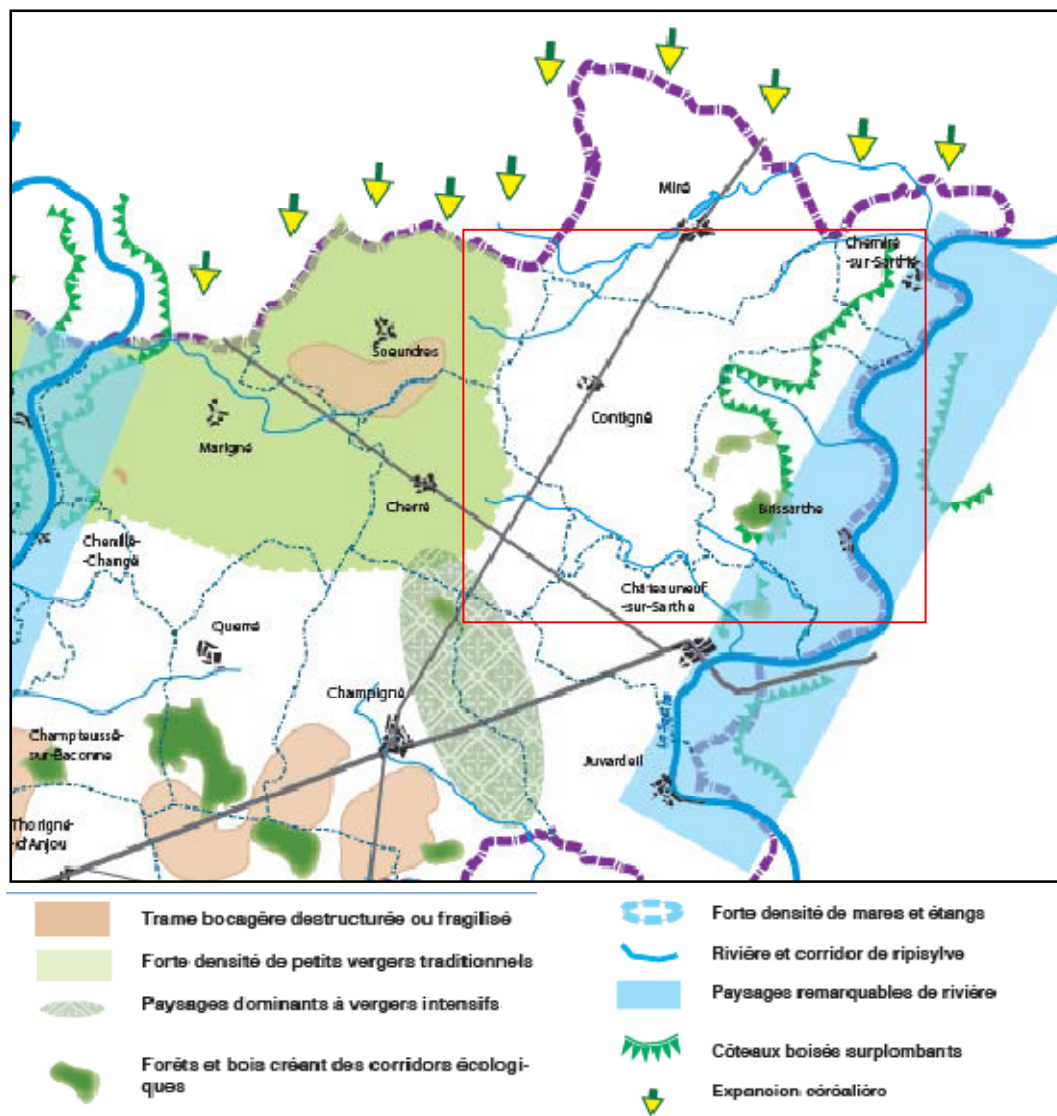 Miré
Chemiré
-sur-Sarthe
Soeurdres
Contigné
Marigné
Cherré
Brissarthe
Chenillé-
-Changé
Châteauneuf
-sur-Sarthe
Querré
Champigné
La Sarthe
Champteussé-
sur-Baconne
Juvardeil
Thorigné-
-d'Anjou
Trame bocagère destructurée ou fragilisé
Forte densité de petits vergers traditionnels
Paysages dominants à vergers intensifs
Forêts et bois créant des corridors écologi-
ques
Forte densité de mares et étangs
Rivière et corridor de ripisylve
Paysages remarquables de rivière
Côteaux boisés surplombants
Expansion céréalière